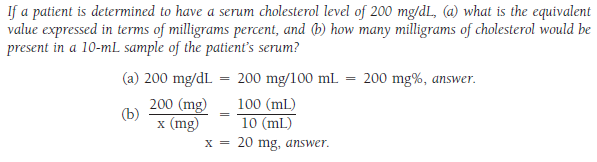 If a patient is determined to have a serum cholesterol level of 200 mg/dL, (a) what is the equivalent
value expressed in terms of milligrams percent, and (b) how many milligrams of cholesterol would be
present in a 10-mL sample of the patient's serum?
(a) 200 mg/dL = 200 mg/100 mL = 200 mg%, answer.
(b) 200 (mg) / x (mg) = 100 (mL) / 10 (mL)
x = 20 mg, answer.